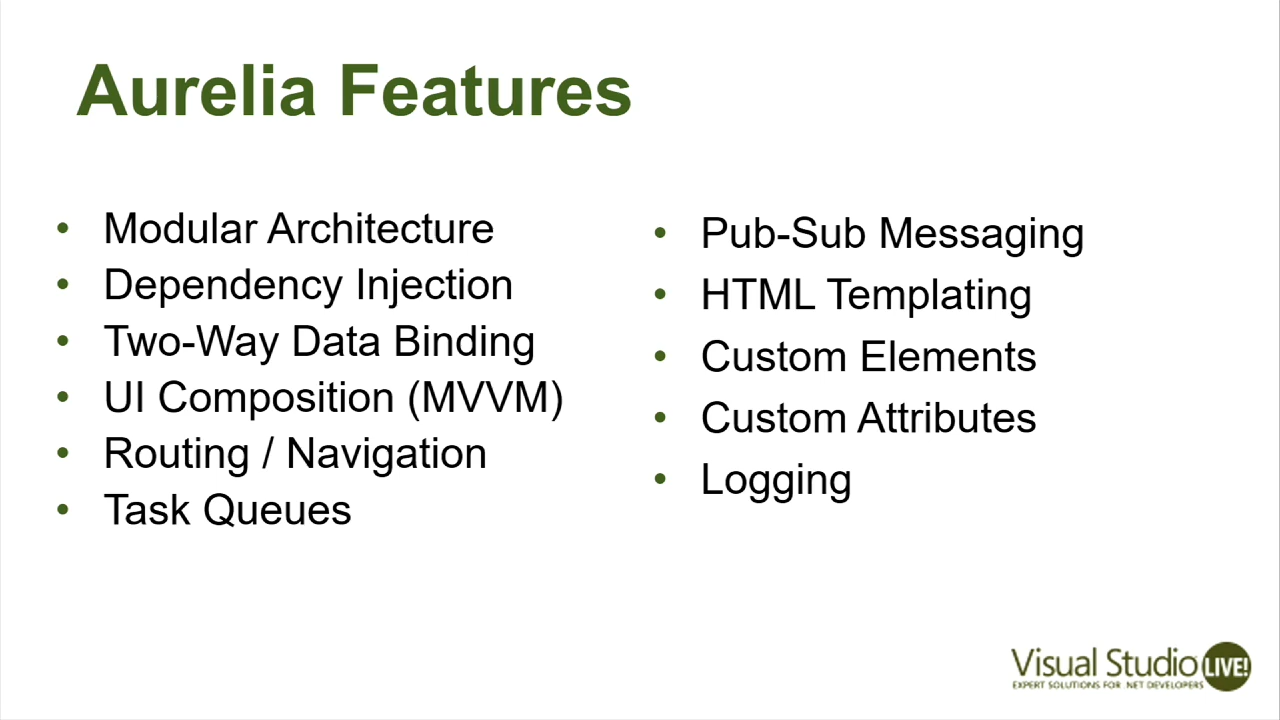 Aurelia Features
• Modular Architecture
• Dependency Injection
• Two-Way Data Binding
• UI Composition (MVVM)
• Routing / Navigation
• Task Queues
• Pub-Sub Messaging
• HTML Templating
• Custom Elements
• Custom Attributes
• Logging
Visual Studio LIVE!
EXPERT SOLUTIONS FOR .NET DEVELOPERS